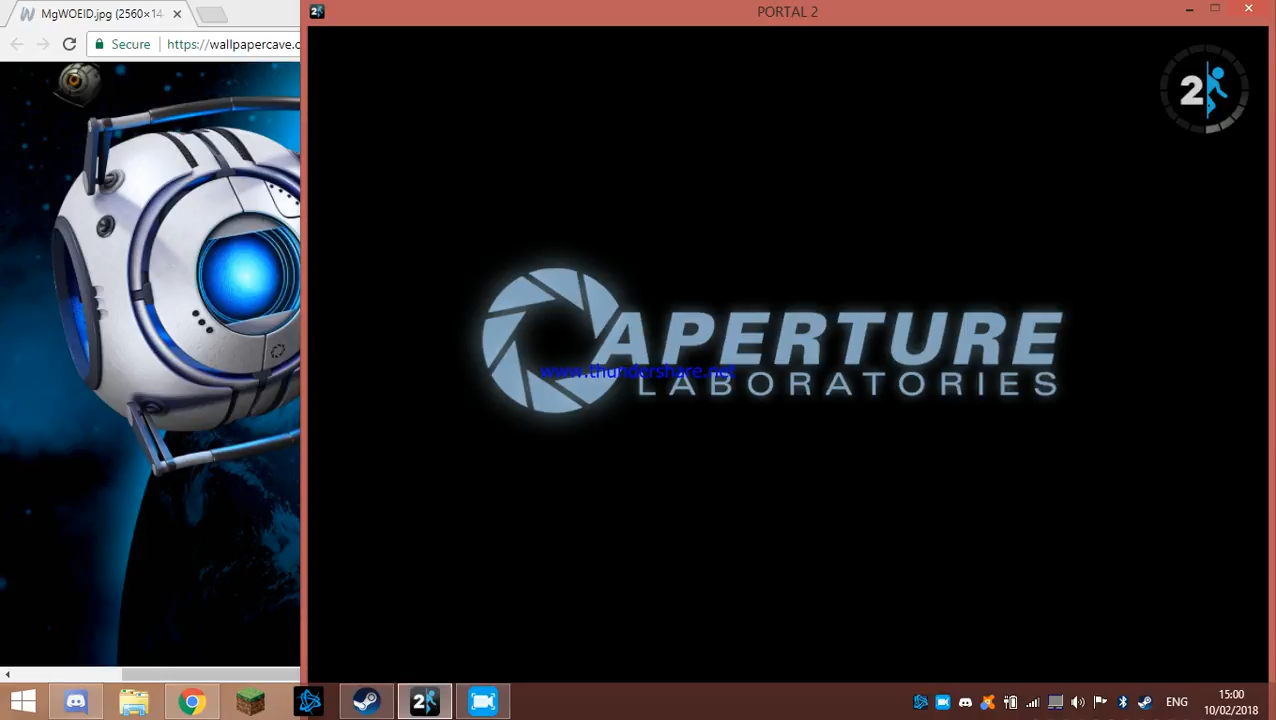 MgWOEID.jpg (2560×14
Secure
https://wallpapercave.c
PORTAL 2
2
APERTURE
LABORATORIES
www.thundershare.net
2
ENG
15:00
10/02/2018